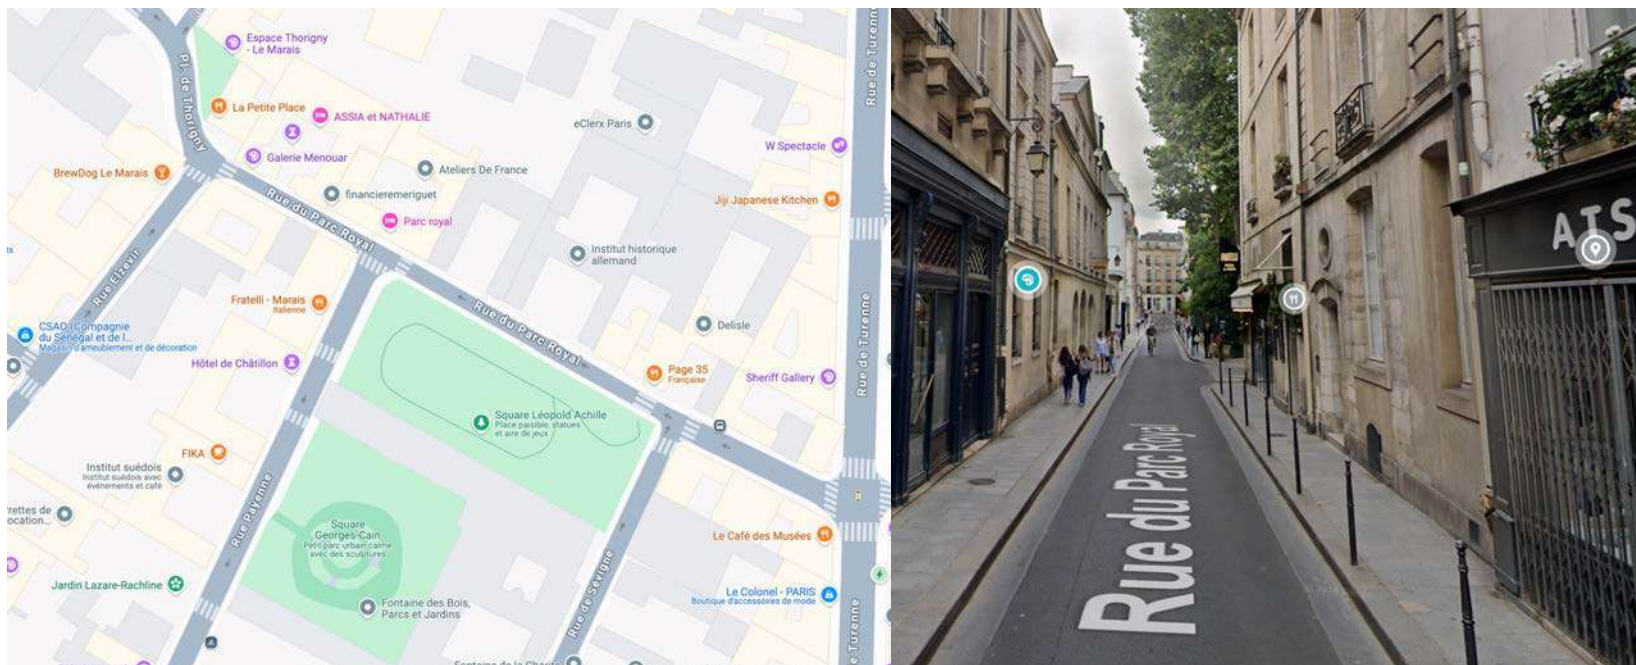 Espace Thorigny
- Le Marais
Pl. de Thorigny
La Petite Place
ASSIA et NATHALIE
Galerie Menouar
BrewDog Le Marais
Ateliers De France
financieremeriguet
Rue du Parc Royal
Parc royal
eClerx Paris
W Spectacle
Jiji Japanese Kitchen
Institut historique
allemand
Rue de Turenne
Rue Elzevir
Fratelli - Marais
Italienne
CSAO (Compagnie
du Sénégal et de l...
Magasin d'ameublement et de décoration
Hôtel de Châtillon
Rue du Parc Royal
Delisle
Rue de Turenne
Page 35
Française
Sheriff Gallery
Square Léopold Achille
Place paisible, statues
et aire de jeux
FIKA
Institut suédois
Institut suédois avec
événements et café
Rue Payenne
Square
Georges-Cain
Petit parc urbain calme
avec des sculptures
Le Café des Musées
Jardin Lazare-Rachline
Fontaine des Bois,
Parcs et Jardins
Rue de Sévigné
Le Colonel - PARIS
Boutique d'accessoires de mode
e Turenne
Rue du Parc Royal
AIS